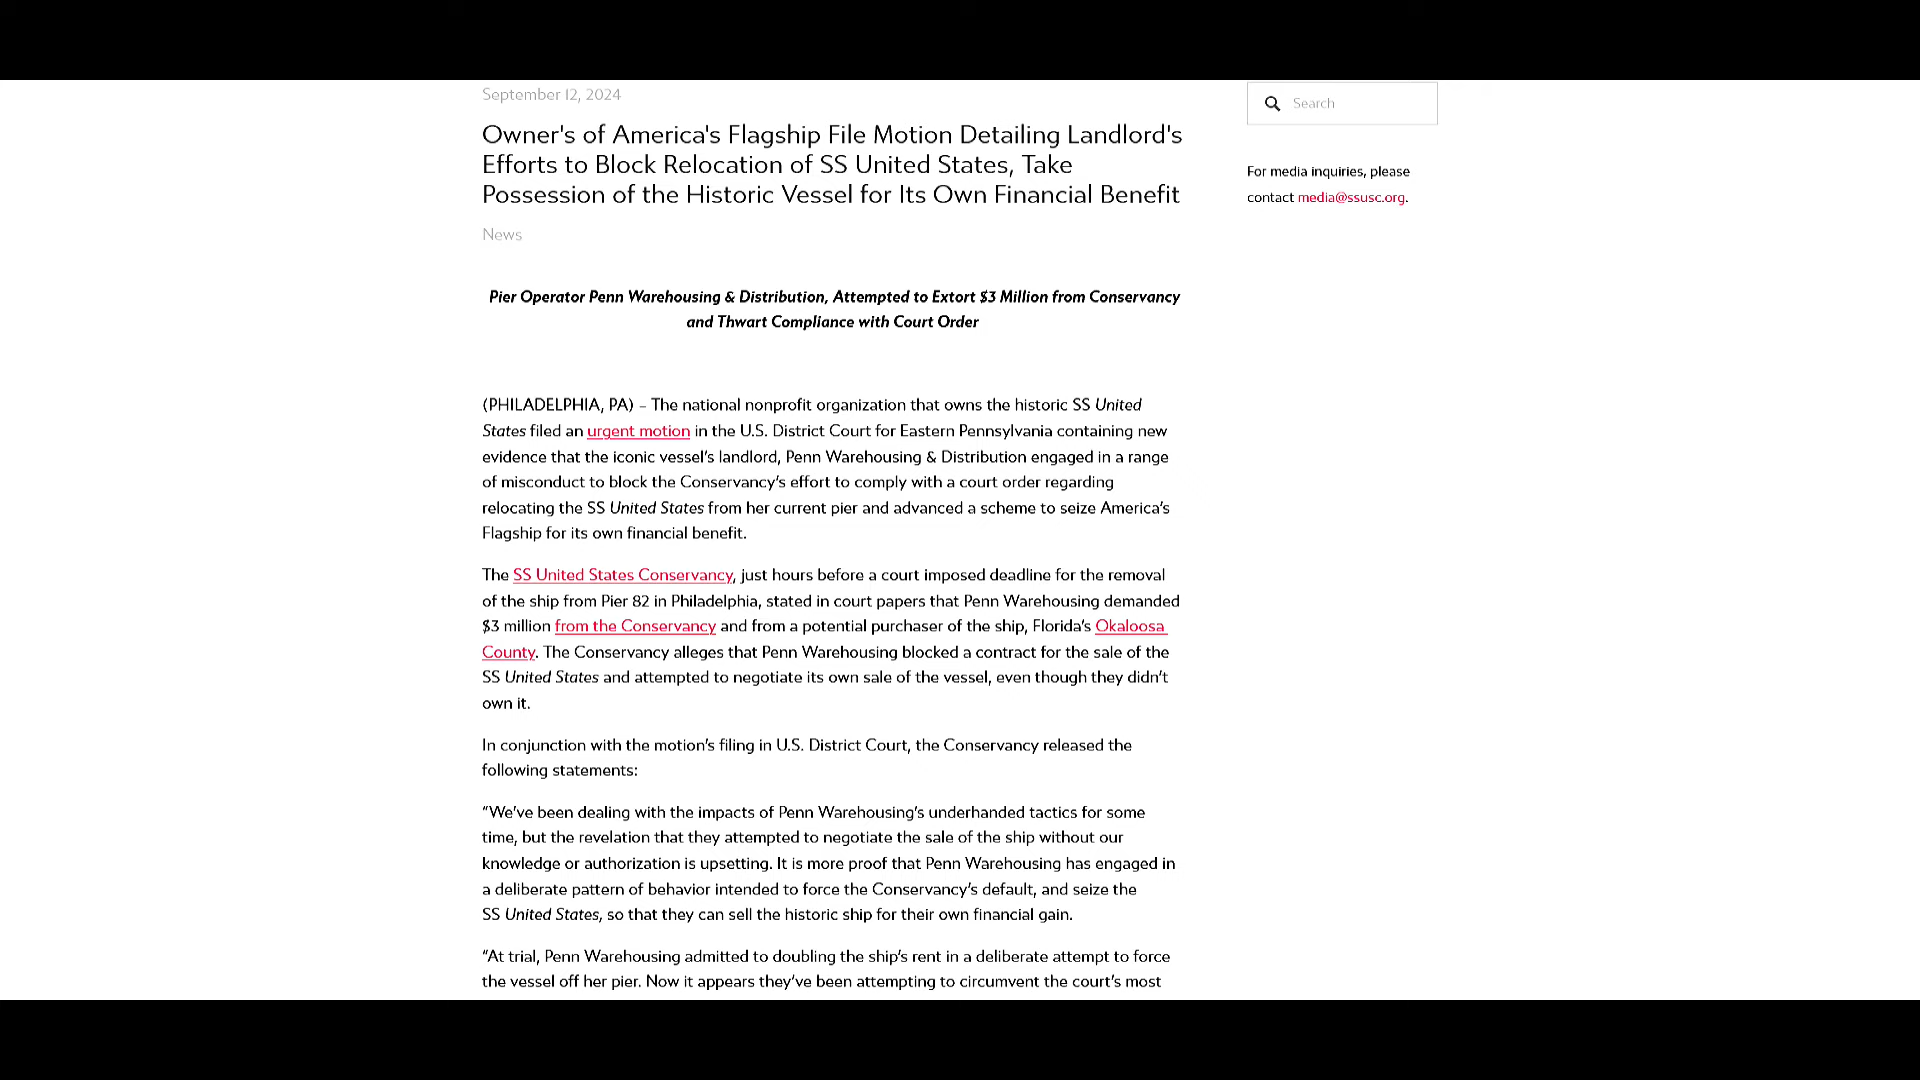 September 12, 2024
Search
Owner's of America's Flagship File Motion Detailing Landlord's
Efforts to Block Relocation of SS United States, Take
Possession of the Historic Vessel for Its Own Financial Benefit
For media inquiries, please
contact media@ssusc.org.
News
Pier Operator Penn Warehousing & Distribution, Attempted to Extort $3 Million from Conservancy
and Thwart Compliance with Court Order
(PHILADELPHIA, PA) – The national nonprofit organization that owns the historic SS United
States filed an urgent motion in the U.S. District Court for Eastern Pennsylvania containing new
evidence that the iconic vessel’s landlord, Penn Warehousing & Distribution engaged in a range
of misconduct to block the Conservancy’s effort to comply with a court order regarding
relocating the SS United States from her current pier and advanced a scheme to seize America’s
Flagship for its own financial benefit.
The SS United States Conservancy, just hours before a court imposed deadline for the removal
of the ship from Pier 82 in Philadelphia, stated in court papers that Penn Warehousing demanded
$3 million from the Conservancy and from a potential purchaser of the ship, Florida’s Okaloosa
County. The Conservancy alleges that Penn Warehousing blocked a contract for the sale of the
SS United States and attempted to negotiate its own sale of the vessel, even though they didn’t
own it.
In conjunction with the motion’s filing in U.S. District Court, the Conservancy released the
following statements:
“We’ve been dealing with the impacts of Penn Warehousing’s underhanded tactics for some
time, but the revelation that they attempted to negotiate the sale of the ship without our
knowledge or authorization is upsetting. It is more proof that Penn Warehousing has engaged in
a deliberate pattern of behavior intended to force the Conservancy’s default, and seize the
SS United States, so that they can sell the historic ship for their own financial gain.
“At trial, Penn Warehousing admitted to doubling the ship’s rent in a deliberate attempt to force
the vessel off her pier. Now it appears they’ve been attempting to circumvent the court’s most